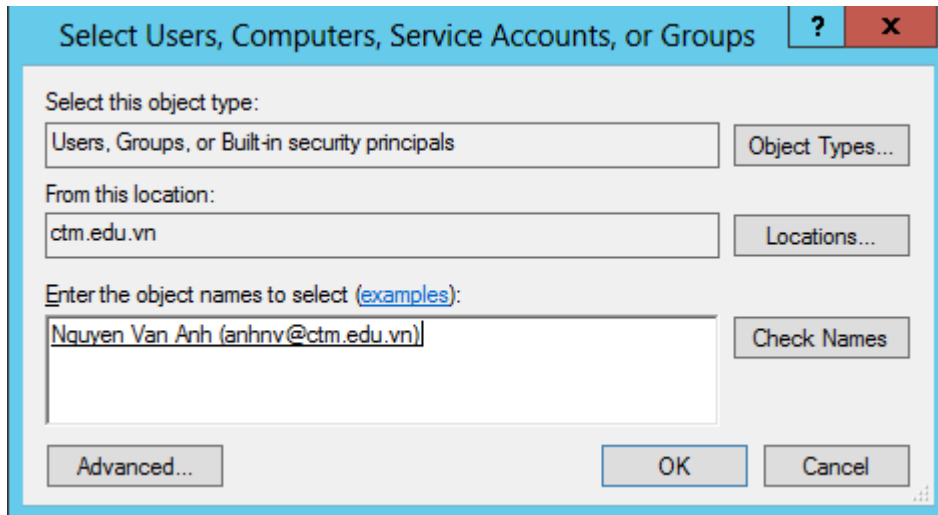 Select Users, Computers, Service Accounts, or Groups
?
x
Select this object type:
Users, Groups, or Built-in security principals
Object Types...
From this location:
ctm.edu.vn
Locations...
Enter the object names to select (examples):
Nguyen Van Anh (anhnv@ctm.edu.vn)
Check Names
Advanced...
OK
Cancel